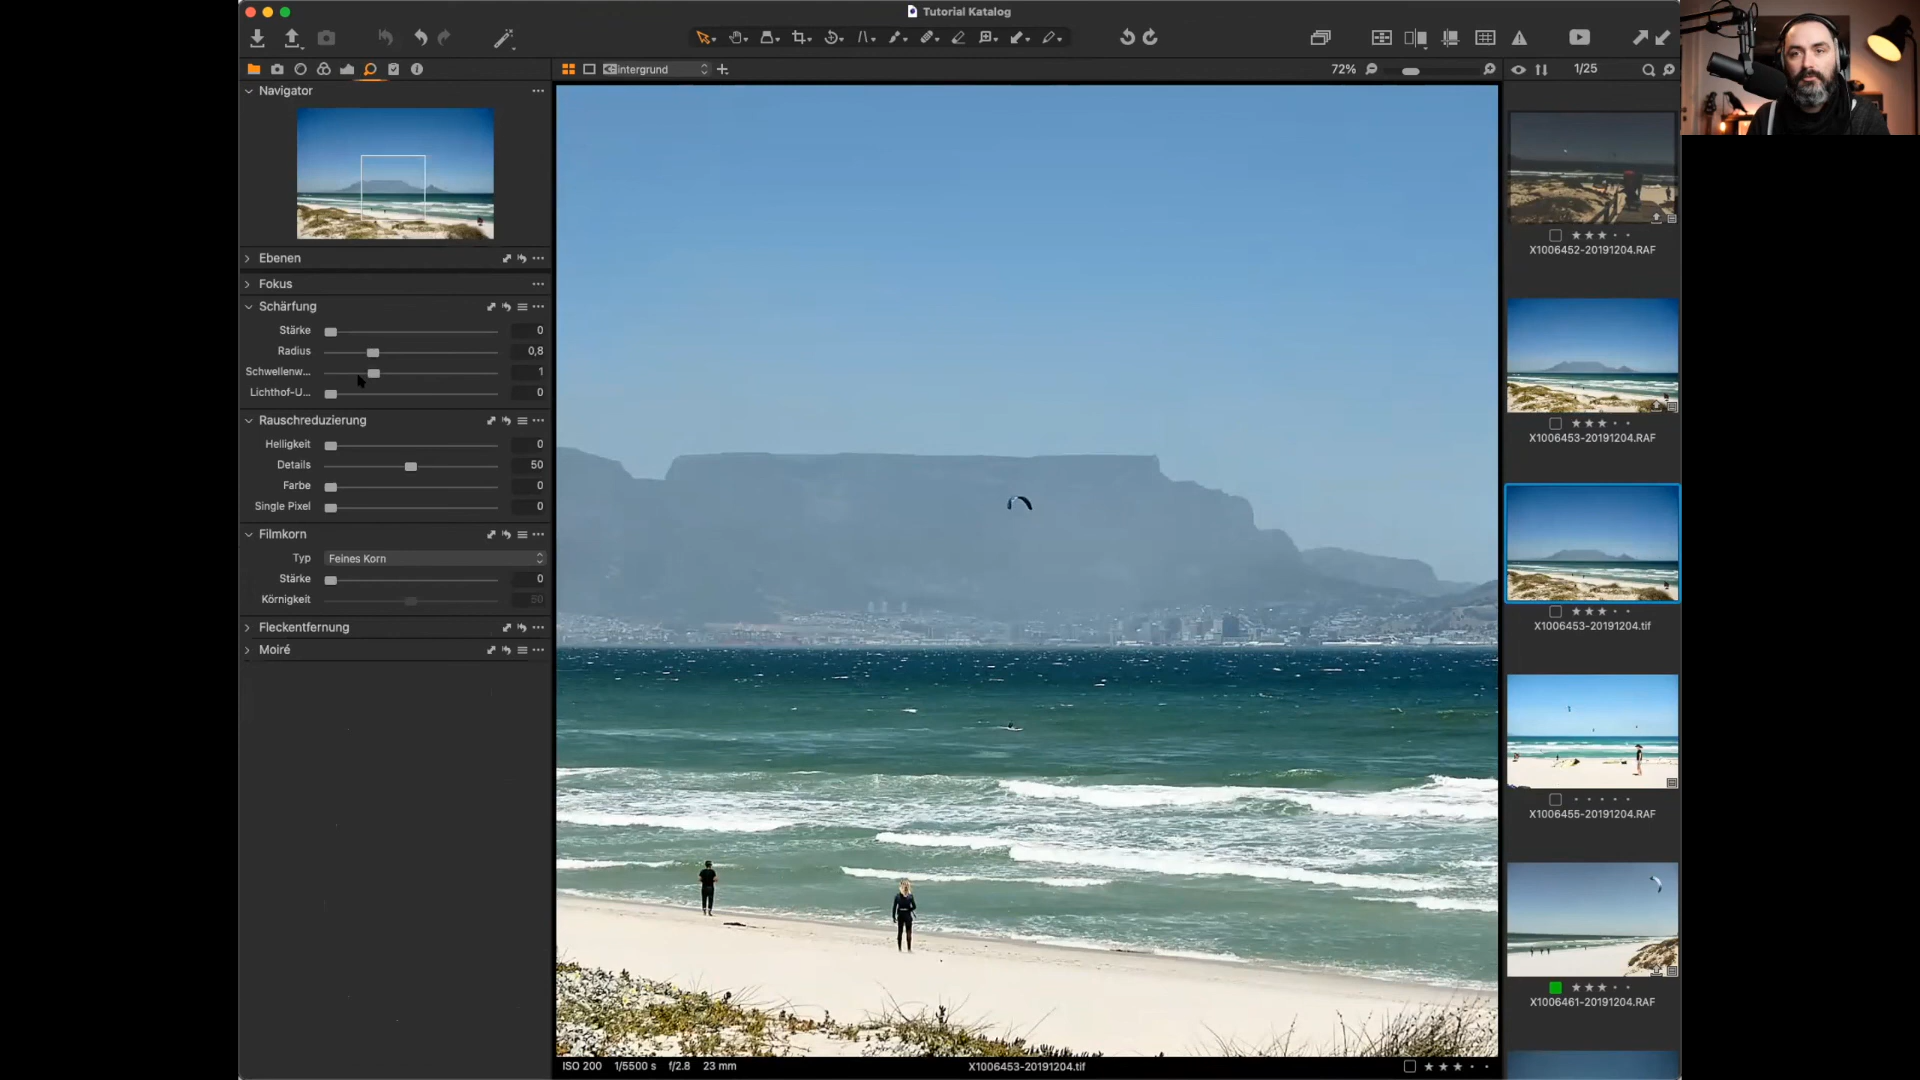 Tutorial Katalog
intergrund
72%
1/25
Navigator
Ebenen
Fokus
Schärfung
Stärke 0
Radius 0,8
Schwellenw... 1
Lichthof-U... 0
Rauschreduzierung
Helligkeit 0
Details 50
Farbe 0
Single Pixel 0
Filmkorn
Typ Feines Korn
Stärke 0
Körnigkeit 50
Fleckentfernung
Moiré
X1006452-20191204.RAF
X1006453-20191204.RAF
X1006453-20191204.tif
X1006455-20191204.RAF
X1006461-20191204.RAF
ISO 200 1/5500 s f/2.8 23 mm
X1006453-20191204.tif